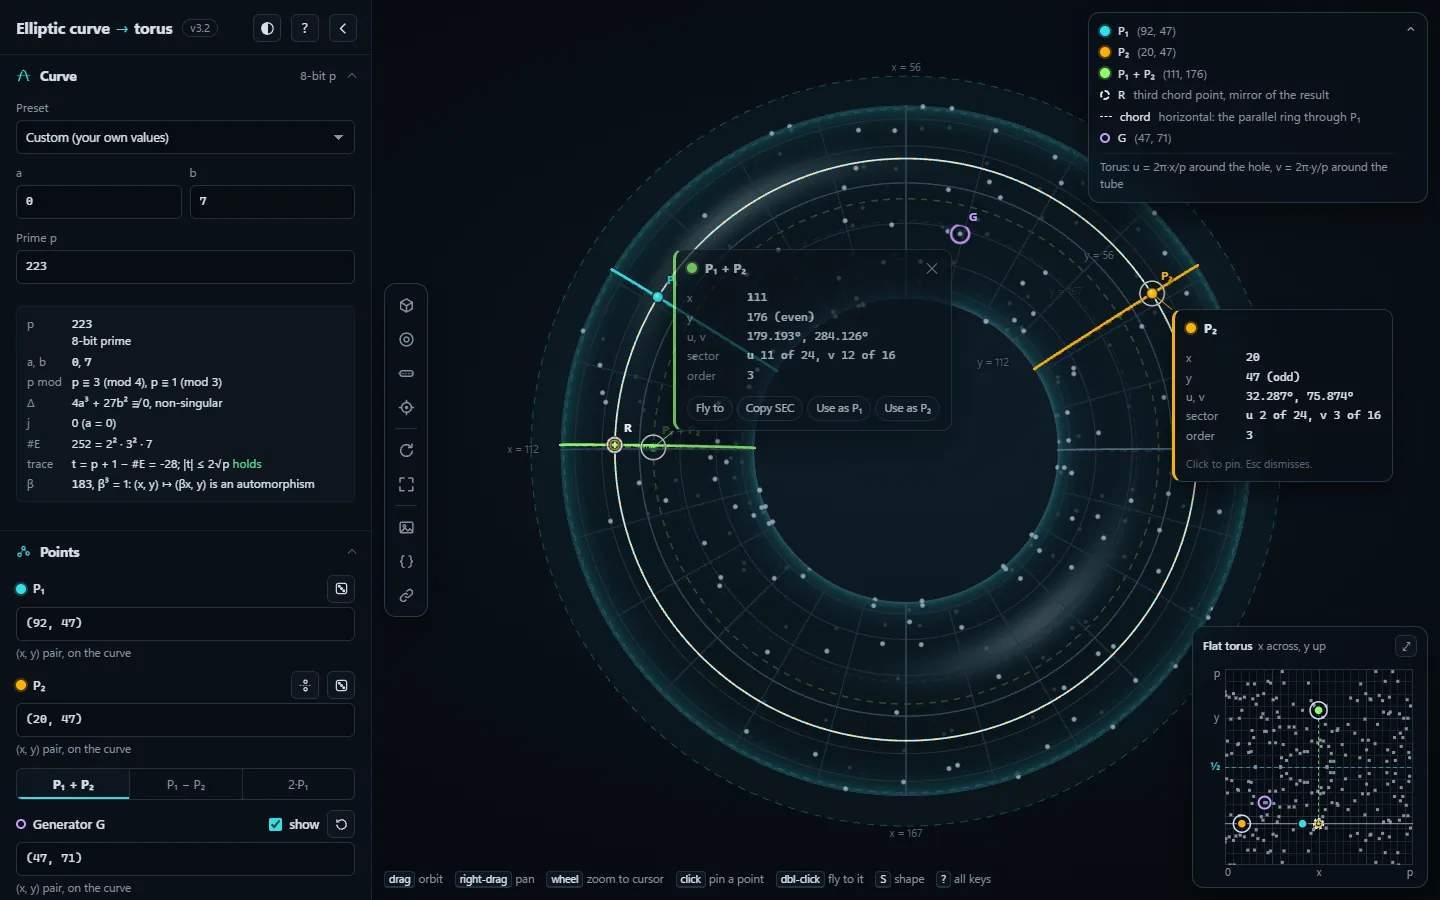 Elliptic curve → torus v3.2 ?
Curve 8-bit p
Preset
Custom (your own values)
a b
0 7
Prime p
223
p 223
8-bit prime
a, b 0, 7
p mod p ≡ 3 (mod 4), p ≡ 1 (mod 3)
Δ 4a³ + 27b² ≢ 0, non-singular
j 0 (a = 0)
#E 252 = 2² · 3² · 7
trace t = p + 1 − #E = -28; |t| ≤ 2√p holds
β 183, β³ = 1: (x, y) ↦ (βx, y) is an automorphism
Points
P₁
(92, 47)
(x, y) pair, on the curve
P₂
(20, 47)
(x, y) pair, on the curve
P₁ + P₂ P₁ − P₂ 2·P₁
Generator G show
(47, 71)
(x, y) pair, on the curve
x = 56
G
y = 56
y = 167
y = 112
x = 112
x = 167
R
P₂
P₁ + P₂
x 111
y 176 (even)
u, v 179.193°, 284.126°
sector u 11 of 24, v 12 of 16
order 3
Fly to Copy SEC Use as P₁ Use as P₂
P₂
x 20
y 47 (odd)
u, v 32.287°, 75.874°
sector u 2 of 24, v 3 of 16
order 3
Click to pin. Esc dismisses.
P₁ (92, 47)
P₂ (20, 47)
P₁ + P₂ (111, 176)
R third chord point, mirror of the result
chord horizontal: the parallel ring through P₁
G (47, 71)
Torus: u = 2π·x/p around the hole, v = 2π·y/p around the
tube
Flat torus x across, y up
p
y
½
0 x p
drag orbit right-drag pan wheel zoom to cursor click pin a point dbl-click fly to it S shape ? all keys